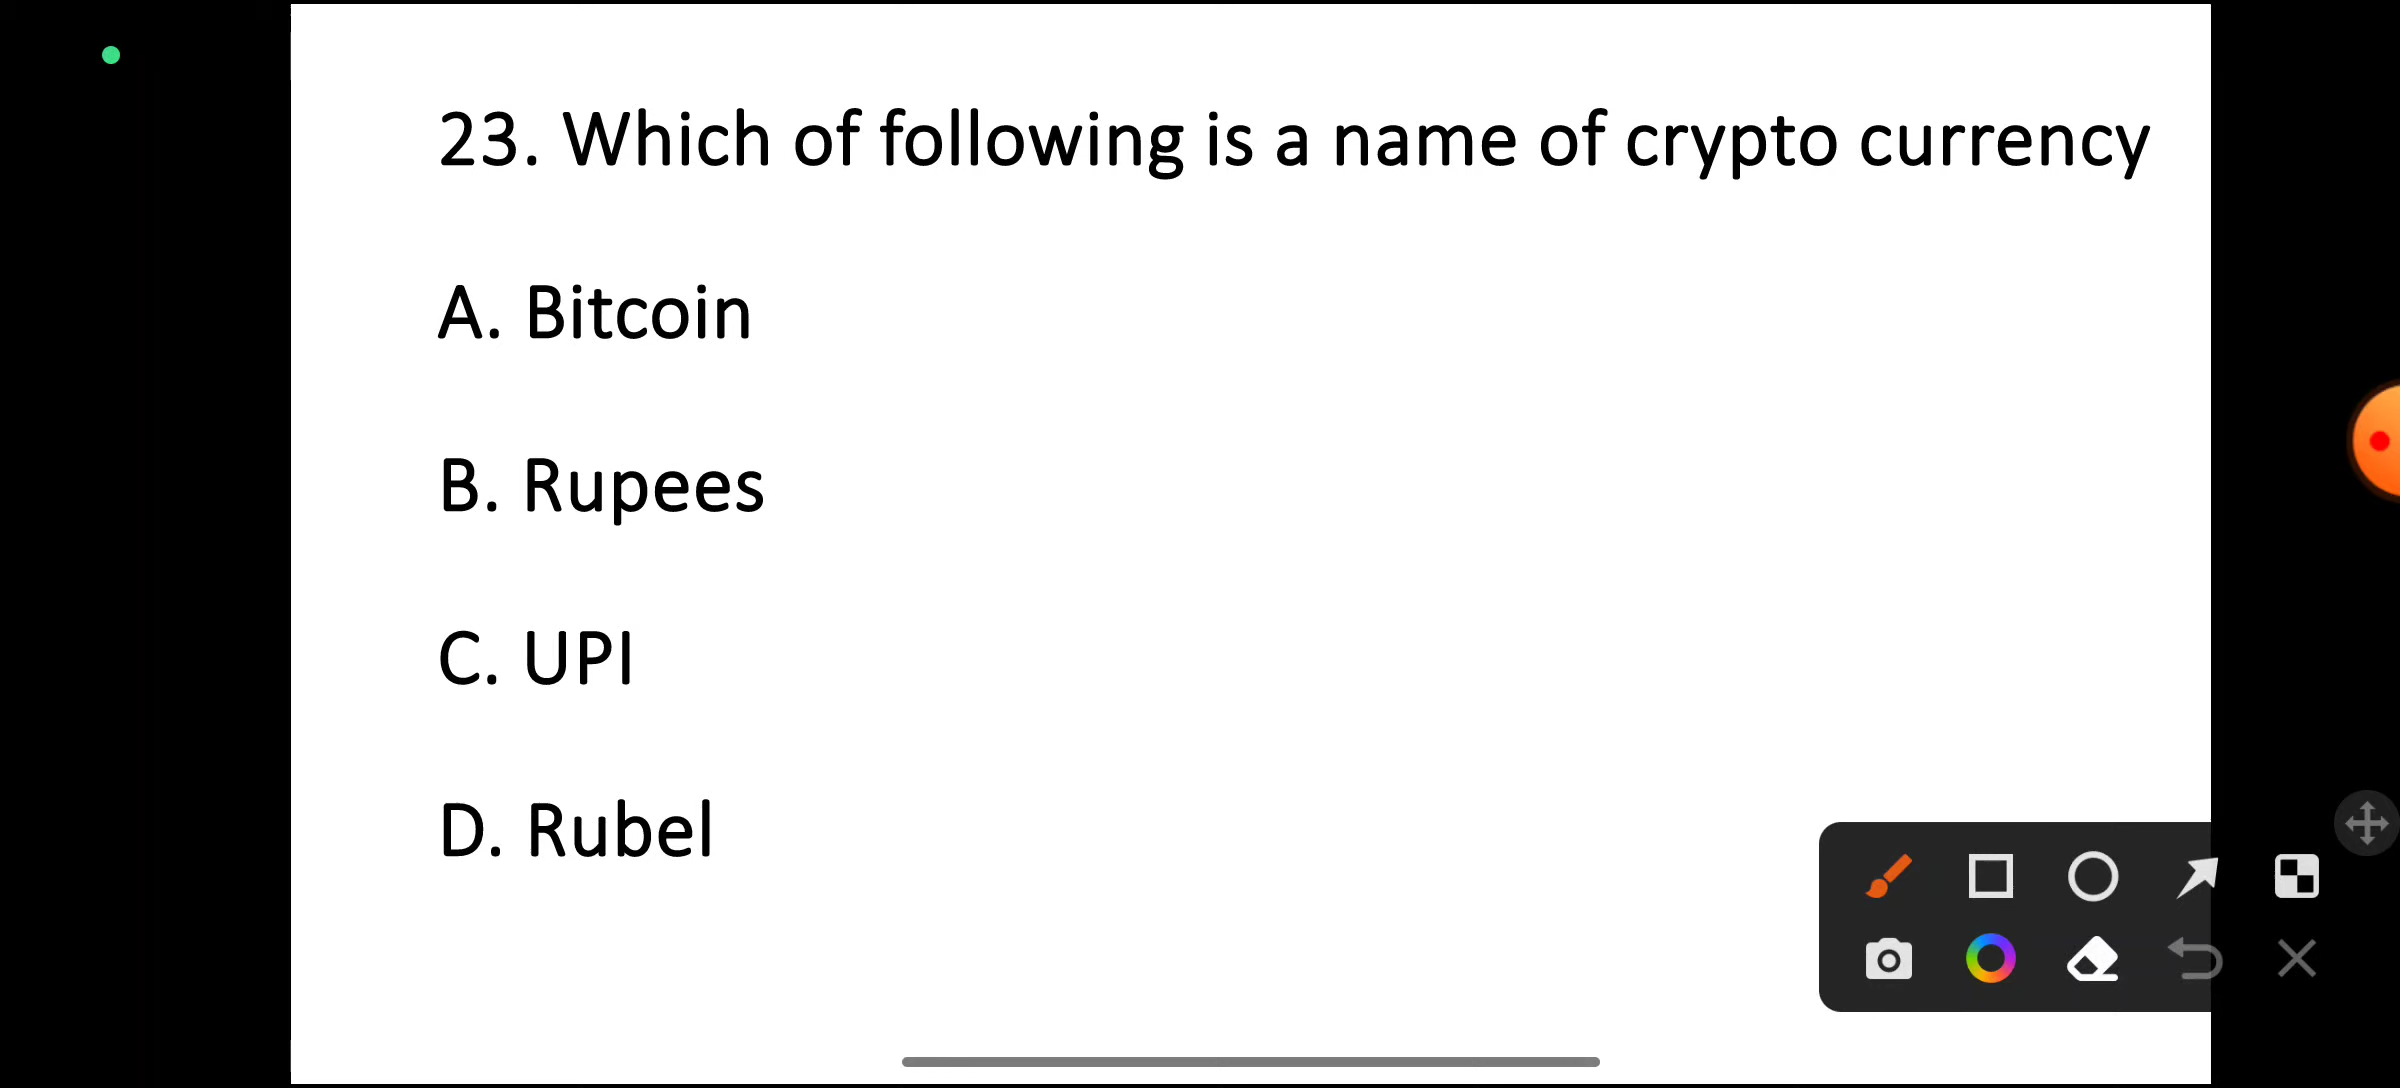 23. Which of following is a name of crypto currency
A. Bitcoin
B. Rupees
C. UPI
D. Rubel